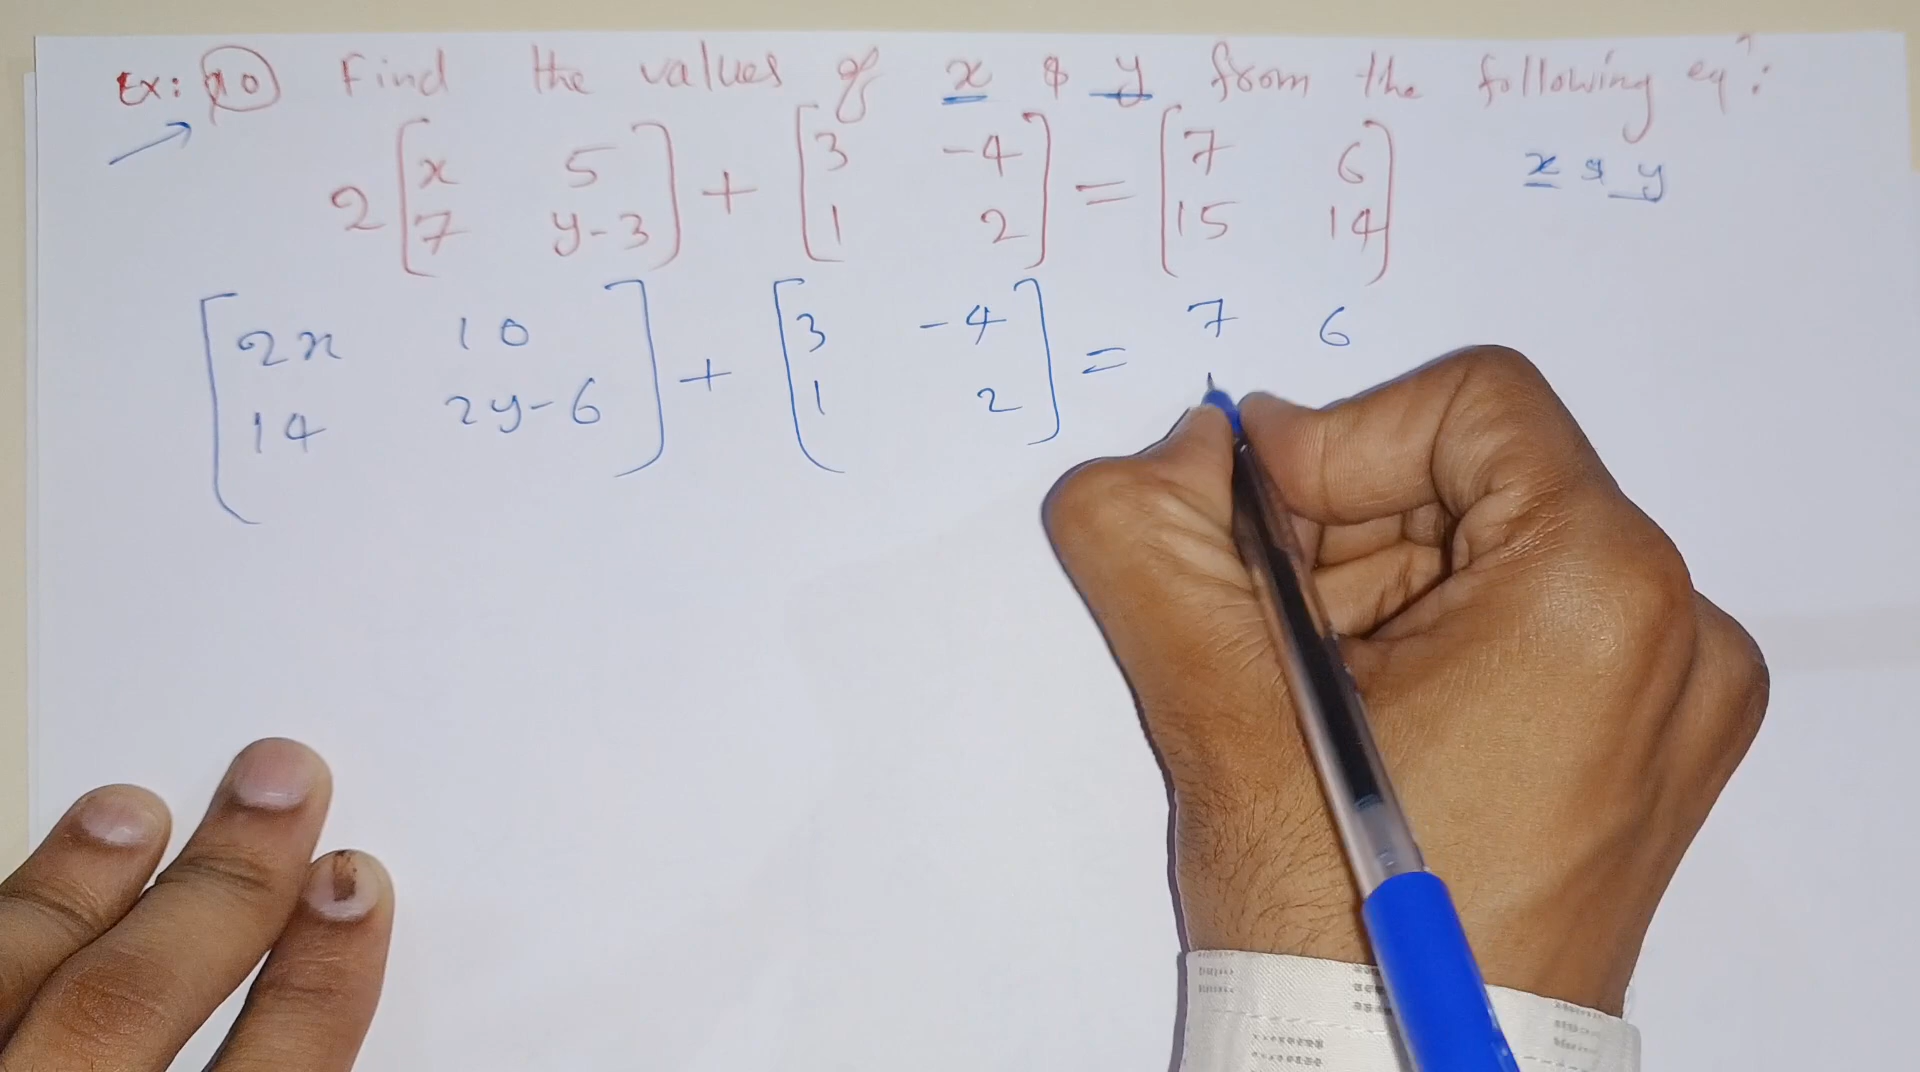 Ex: 10 Find the values of x & y from the following eqn:
2 [ x 5 ] + [ 3 -4 ] = [ 7 6 ] x & y
[ 7 y-3 ] [ 1 2 ] [ 15 14 ]
[ 2x 10 ] + [ 3 -4 ] = 7 6
[ 14 2y-6 ] [ 1 2 ]